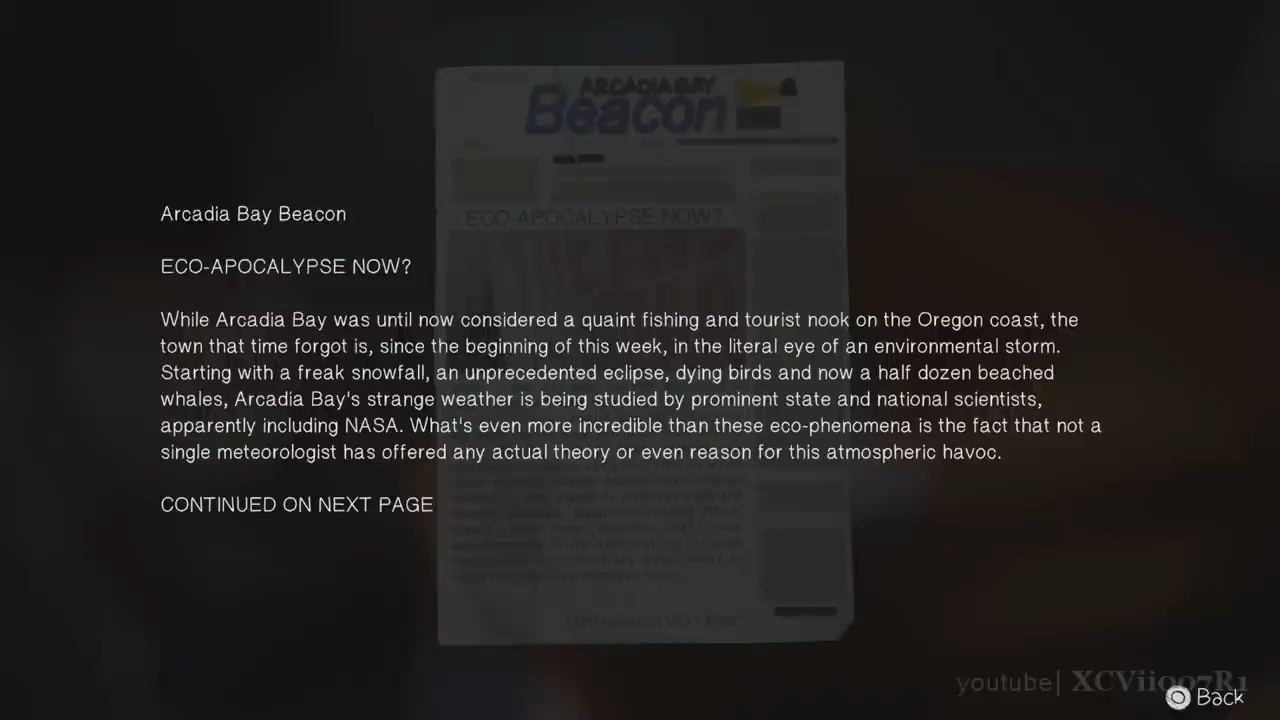 ARCADIA BAY
Beacon
ECO-APOCALYPSE NOW?
Arcadia Bay Beacon
ECO-APOCALYPSE NOW?
While Arcadia Bay was until now considered a quaint fishing and tourist nook on the Oregon coast, the
town that time forgot is, since the beginning of this week, in the literal eye of an environmental storm.
Starting with a freak snowfall, an unprecedented eclipse, dying birds and now a half dozen beached
whales, Arcadia Bay's strange weather is being studied by prominent state and national scientists,
apparently including NASA. What's even more incredible than these eco-phenomena is the fact that not a
single meteorologist has offered any actual theory or even reason for this atmospheric havoc.
CONTINUED ON NEXT PAGE
youtube| XCVii007R1
Back